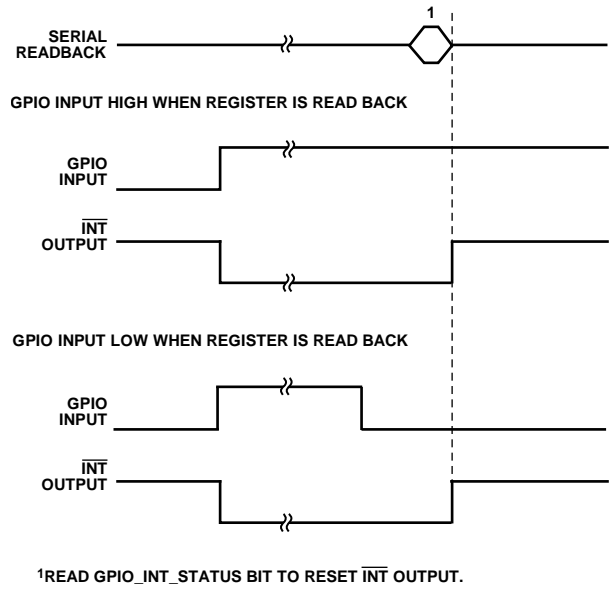 1
SERIAL
READBACK
GPIO INPUT HIGH WHEN REGISTER IS READ BACK
GPIO
INPUT
INT
OUTPUT
GPIO INPUT LOW WHEN REGISTER IS READ BACK
GPIO
INPUT
INT
OUTPUT
1READ GPIO_INT_STATUS BIT TO RESET INT OUTPUT.